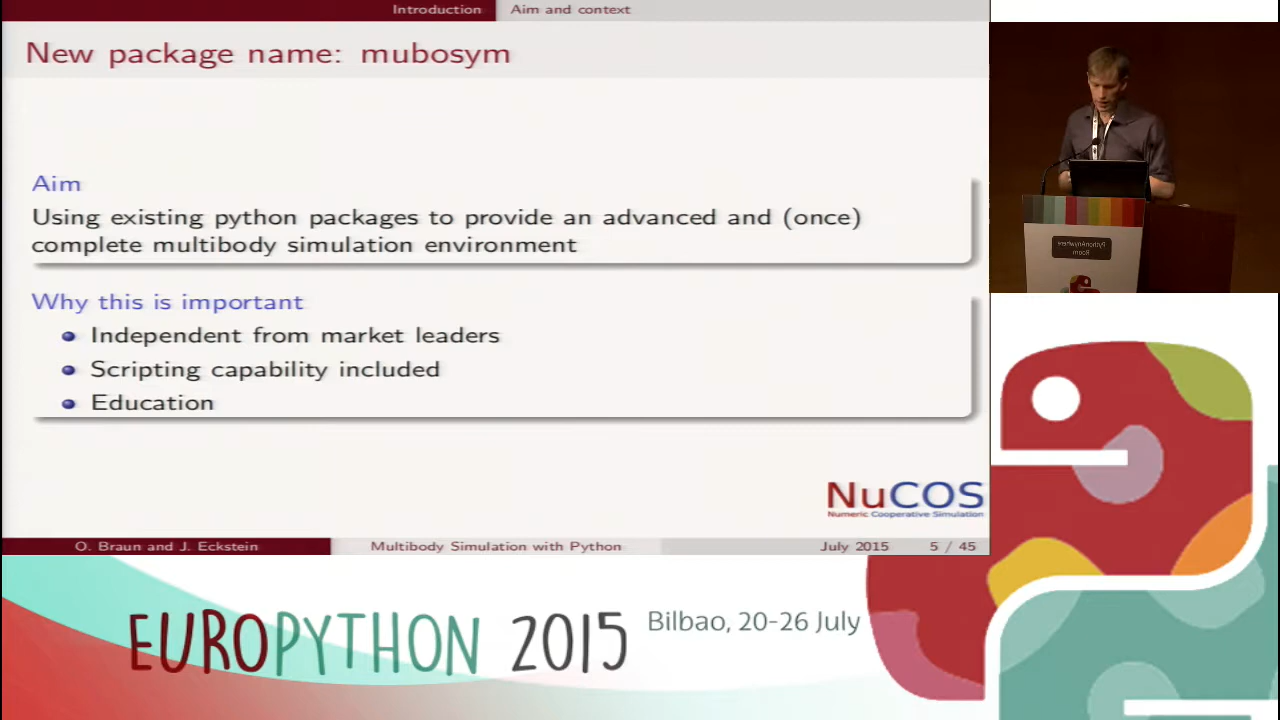 Introduction Aim and context
New package name: mubosym
Aim
Using existing python packages to provide an advanced and (once)
complete multibody simulation environment
Why this is important
Independent from market leaders
Scripting capability included
Education
NuCOS
Numeric Cooperative Simulation
O. Braun and J. Eckstein Multibody Simulation with Python July 2015 5 / 45
PythonAnywhere
Room
EUROPYTHON 2015 Bilbao, 20-26 July